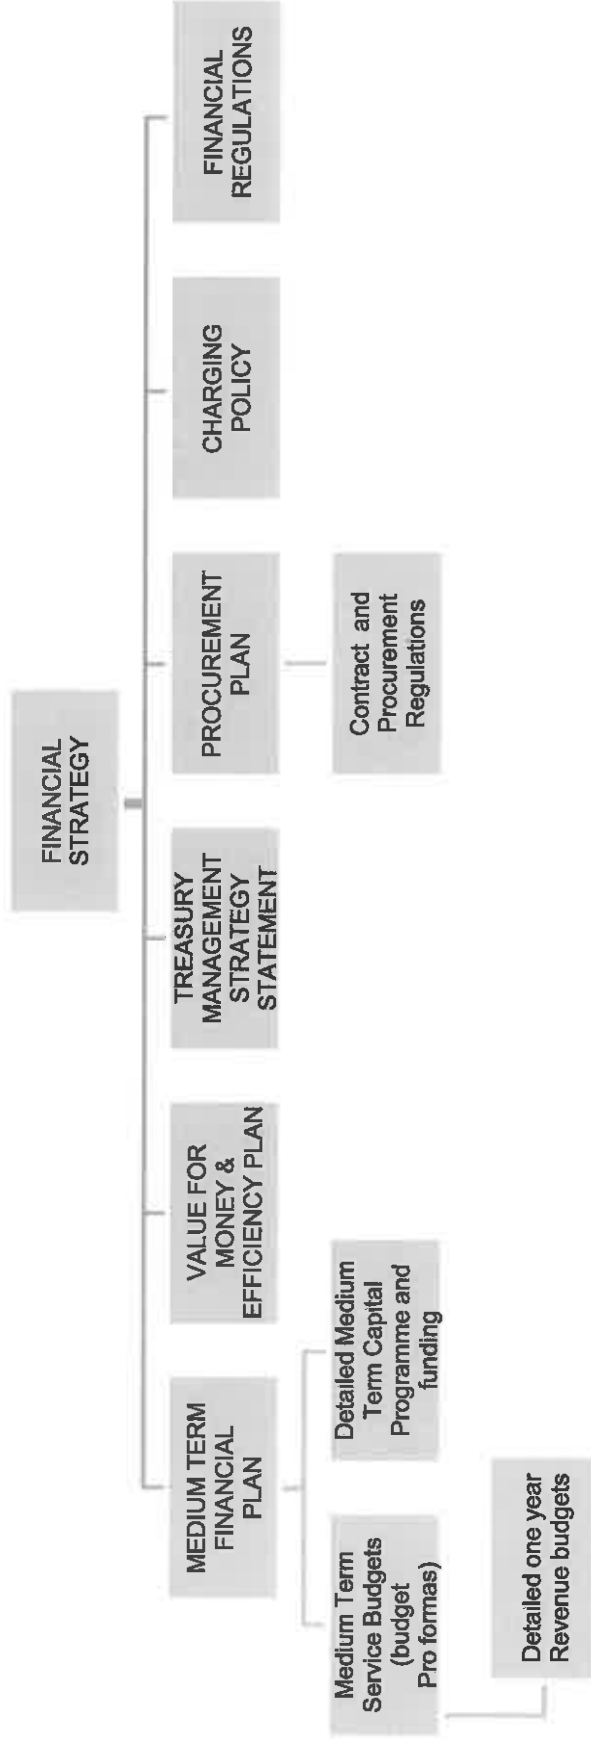 FINANCIAL
STRATEGY
MEDIUM TERM
FINANCIAL
PLAN
VALUE FOR
MONEY &
EFFICIENCY PLAN
TREASURY
MANAGEMENT
STRATEGY
STATEMENT
PROCUREMENT
PLAN
CHARGING
POLICY
FINANCIAL
REGULATIONS
Medium Term
Service Budgets
(budget
Pro formas)
Detailed Medium
Term Capital
Programme and
funding
Contract and
Procurement
Regulations
Detailed one year
Revenue budgets